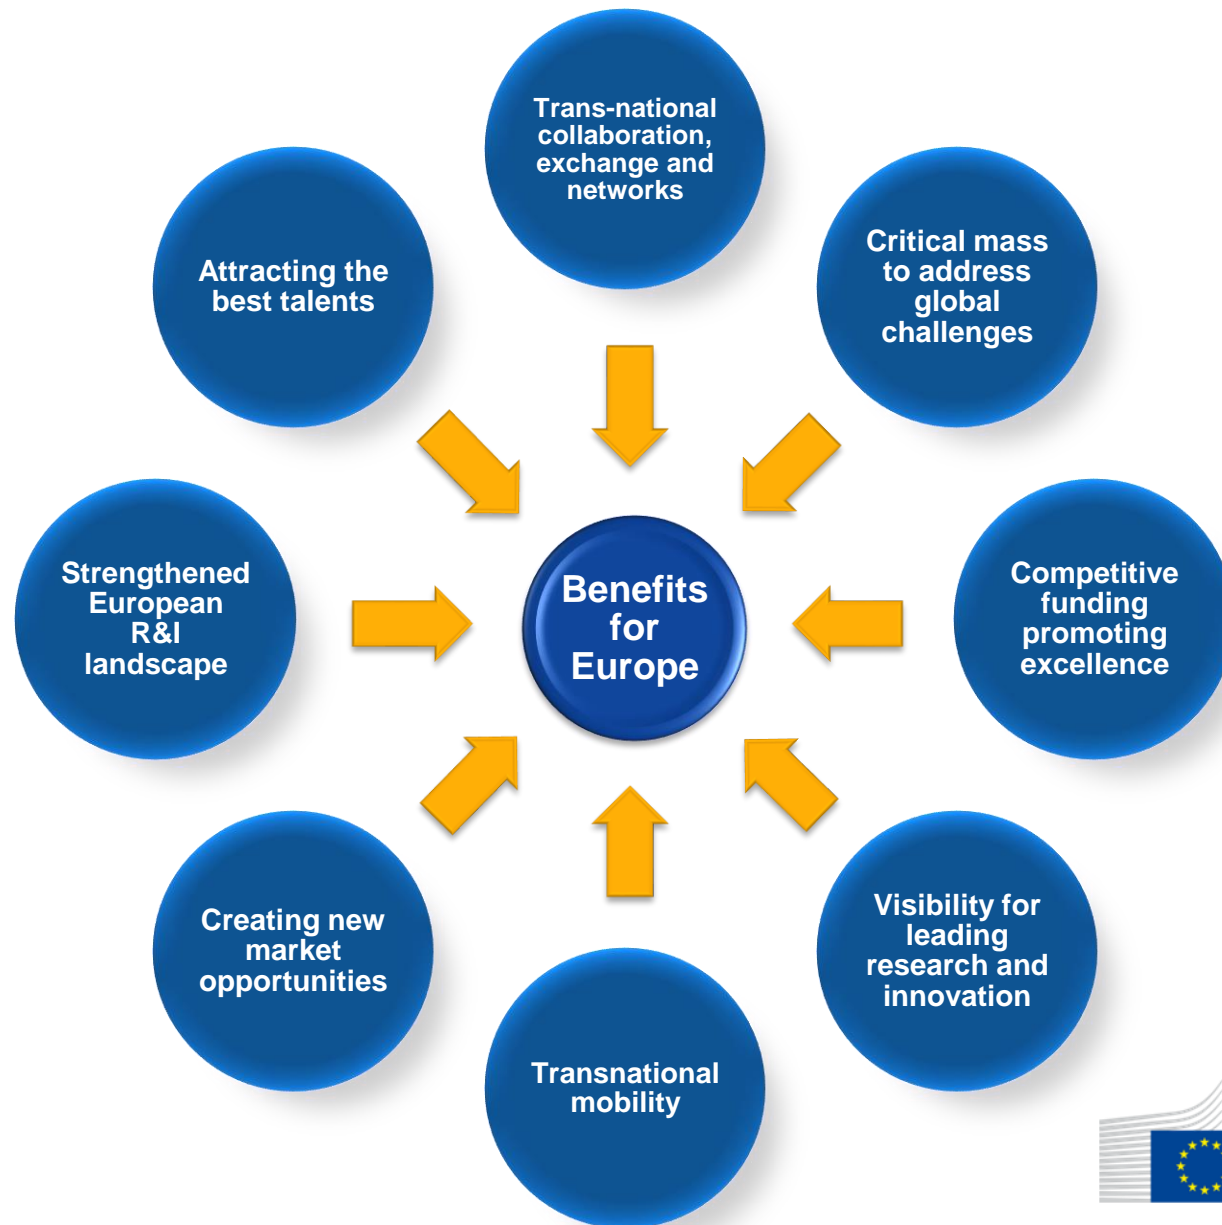 Trans-national
collaboration,
exchange and
networks
Attracting the
best talents
Critical mass
to address
global
challenges
Strengthened
European
R&I
landscape
Benefits
for
Europe
Competitive
funding
promoting
excellence
Creating new
market
opportunities
Visibility for
leading
research and
innovation
Transnational
mobility